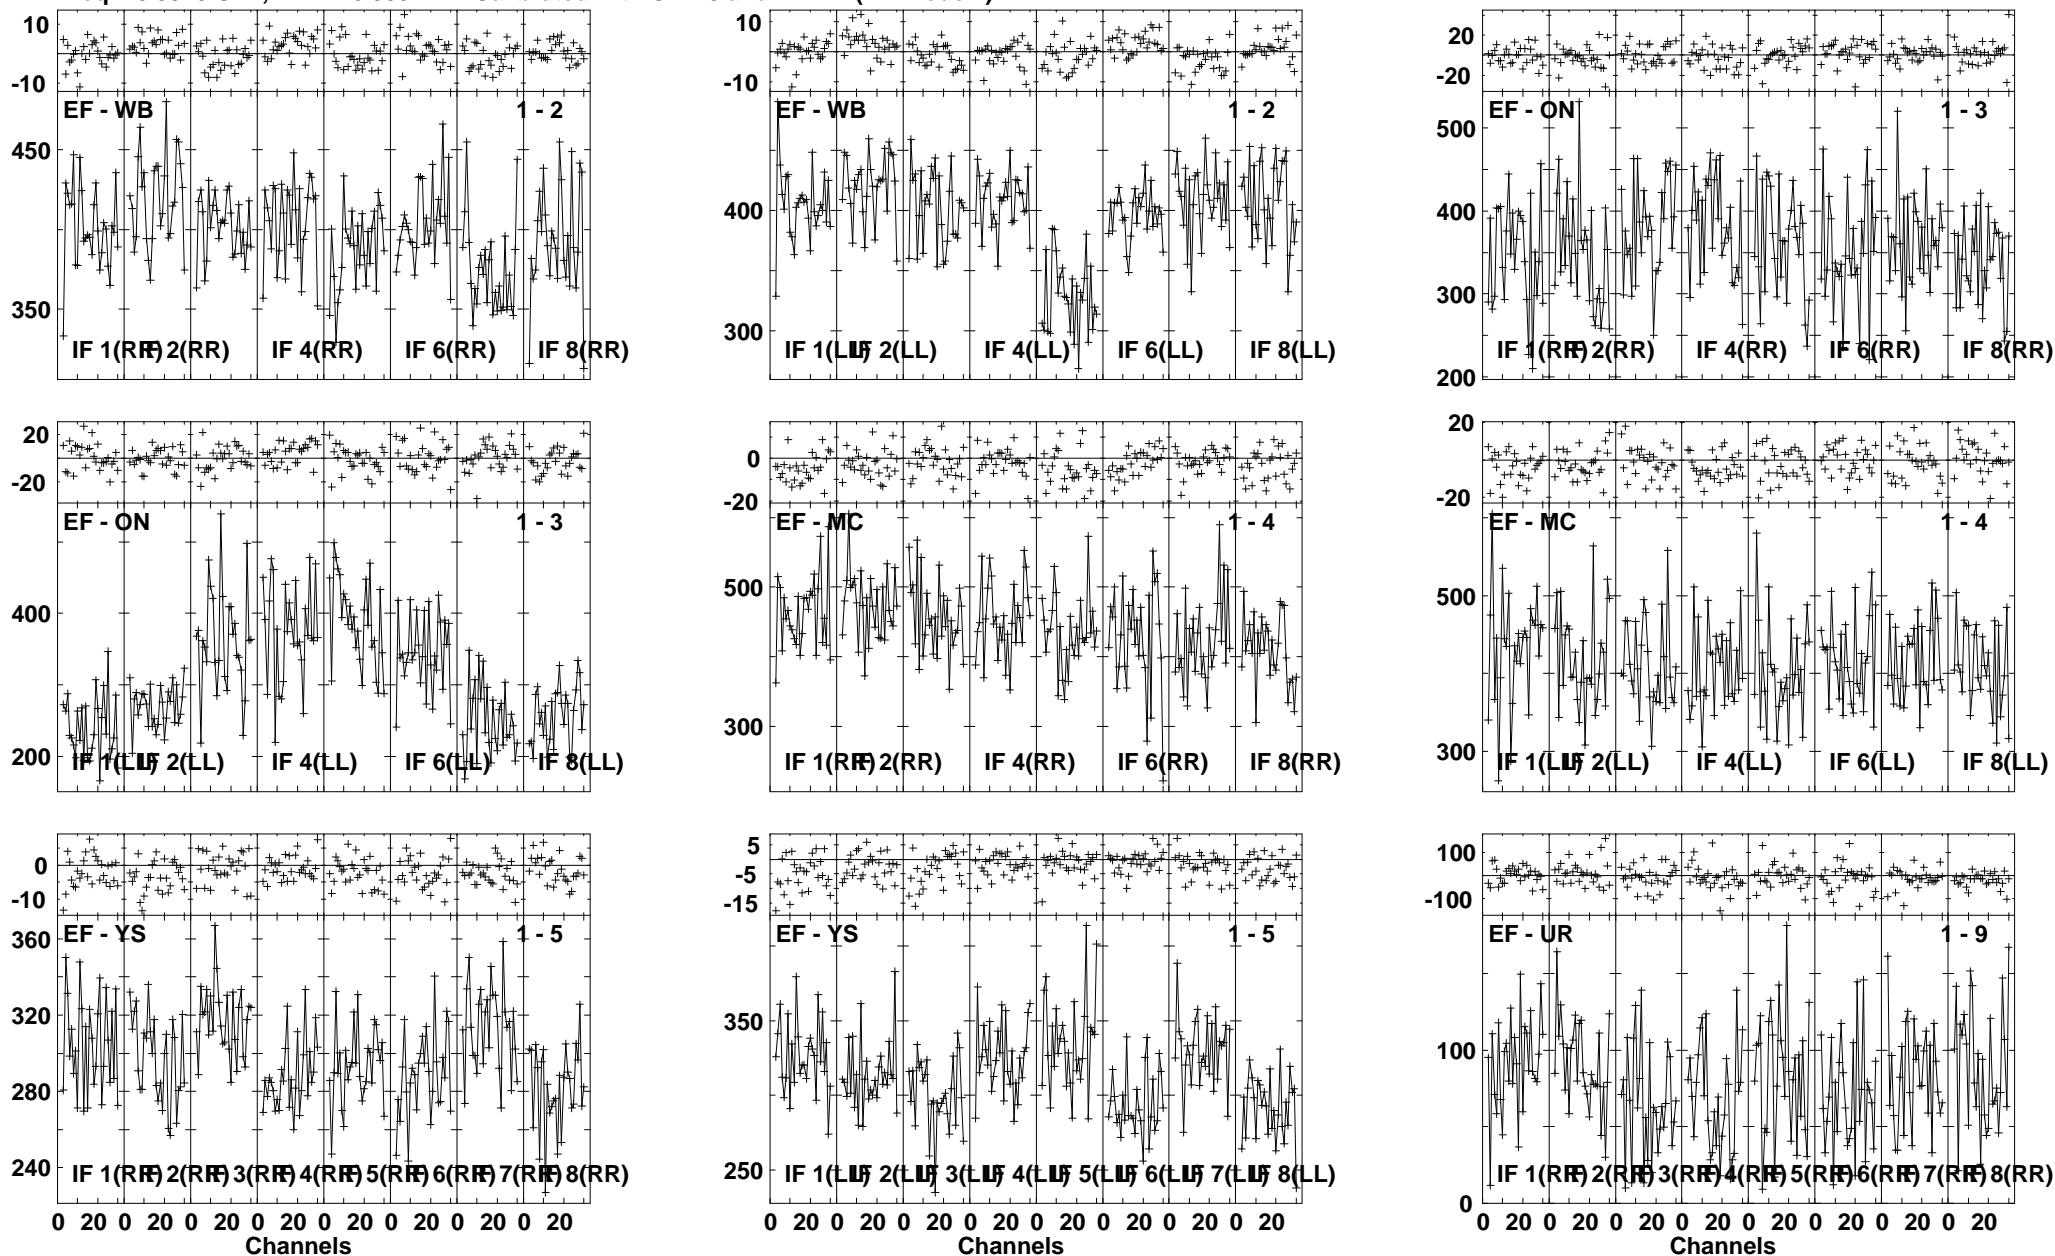 10
-10
EF - WB 1 - 2
450
350
IF 1(RR) IF 2(RR) IF 4(RR) IF 6(RR) IF 8(RR)
10
-10
EF - WB 1 - 2
400
300
IF 1(LL) IF 2(LL) IF 4(LL) IF 6(LL) IF 8(LL)
20
-20
EF - ON 1 - 3
500
400
300
200
IF 1(RR) IF 2(RR) IF 4(RR) IF 6(RR) IF 8(RR)
20
-20
EF - ON 1 - 3
400
200
IF 1(LL) IF 2(LL) IF 4(LL) IF 6(LL) IF 8(LL)
0
-20
EF - MC 1 - 4
500
300
IF 1(RR) IF 2(RR) IF 4(RR) IF 6(RR) IF 8(RR)
20
0
-20
EF - MC 1 - 4
500
300
IF 1(LL) IF 2(LL) IF 4(LL) IF 6(LL) IF 8(LL)
0
-10
EF - YS 1 - 5
360
320
280
240
IF 1(RR) IF 2(RR) IF 3(RR) IF 4(RR) IF 5(RR) IF 6(RR) IF 7(RR) IF 8(RR)
0 20 0 20 0 20 0 20 0 20 0 20 0 20 0 20
Channels
5
-5
-15
EF - YS 1 - 5
350
250
IF 1(LL) IF 2(LL) IF 3(LL) IF 4(LL) IF 5(LL) IF 6(LL) IF 7(LL) IF 8(LL)
0 20 0 20 0 20 0 20 0 20 0 20 0 20 0 20
Channels
100
-100
EF - UR 1 - 9
100
0
IF 1(RR) IF 2(RR) IF 3(RR) IF 4(RR) IF 5(RR) IF 6(RR) IF 7(RR) IF 8(RR)
0 20 0 20 0 20 0 20 0 20 0 20 0 20 0 20
Channels